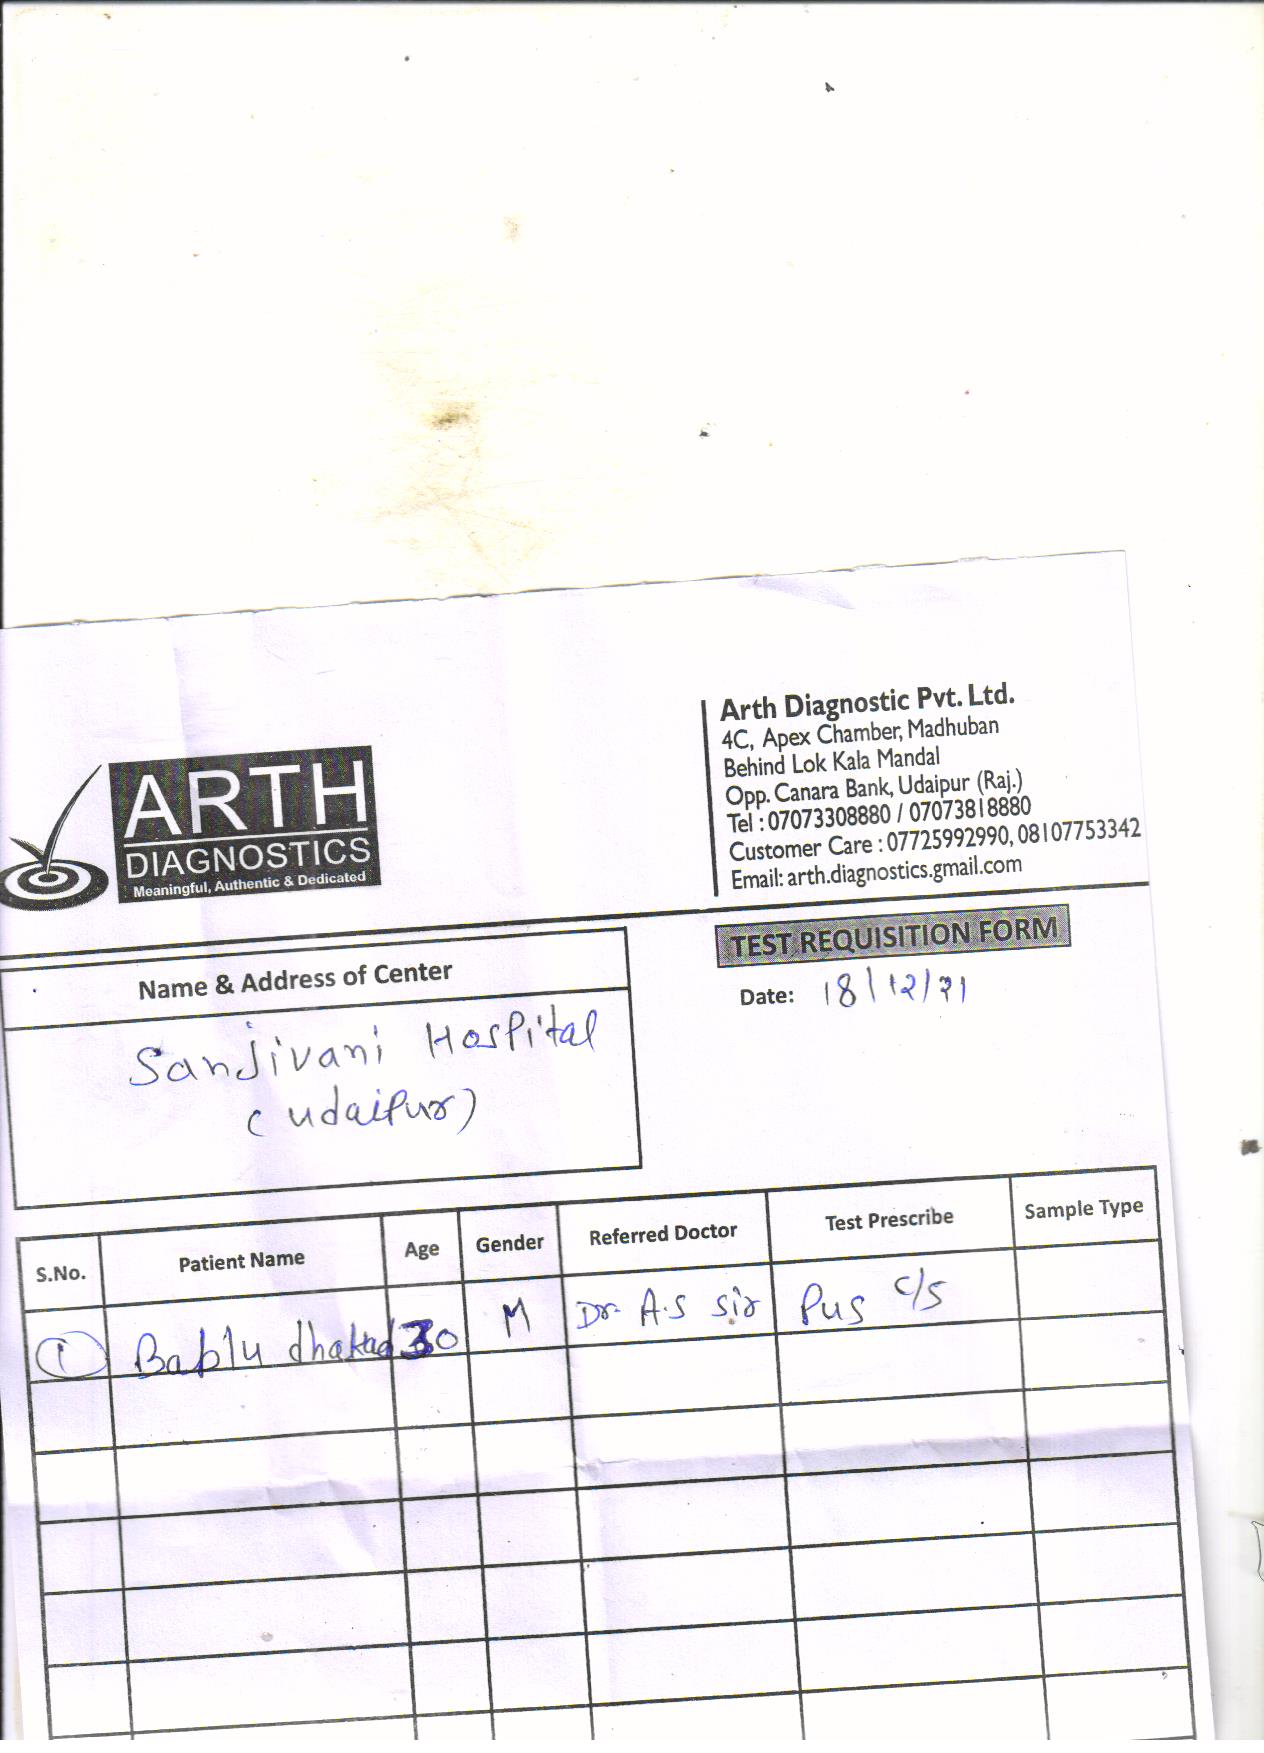 ARTH
DIAGNOSTICS
Meaningful, Authentic & Dedicated
Arth Diagnostic Pvt. Ltd.
4C, Apex Chamber, Madhuban
Behind Lok Kala Mandal
Opp. Canara Bank, Udaipur (Raj.)
Tel : 07073308880 / 07073818880
Customer Care : 07725992990, 08107753342
Email: arth.diagnostics.gmail.com
TEST REQUISITION FORM
Date: 18/12/21
Name & Address of Center
Sanjivani Hospital
(udaipur)
S.No. Patient Name Age Gender Referred Doctor Test Prescribe Sample Type
1 Bablu dhakad 30 M Dr. A.S sir Pus c/s